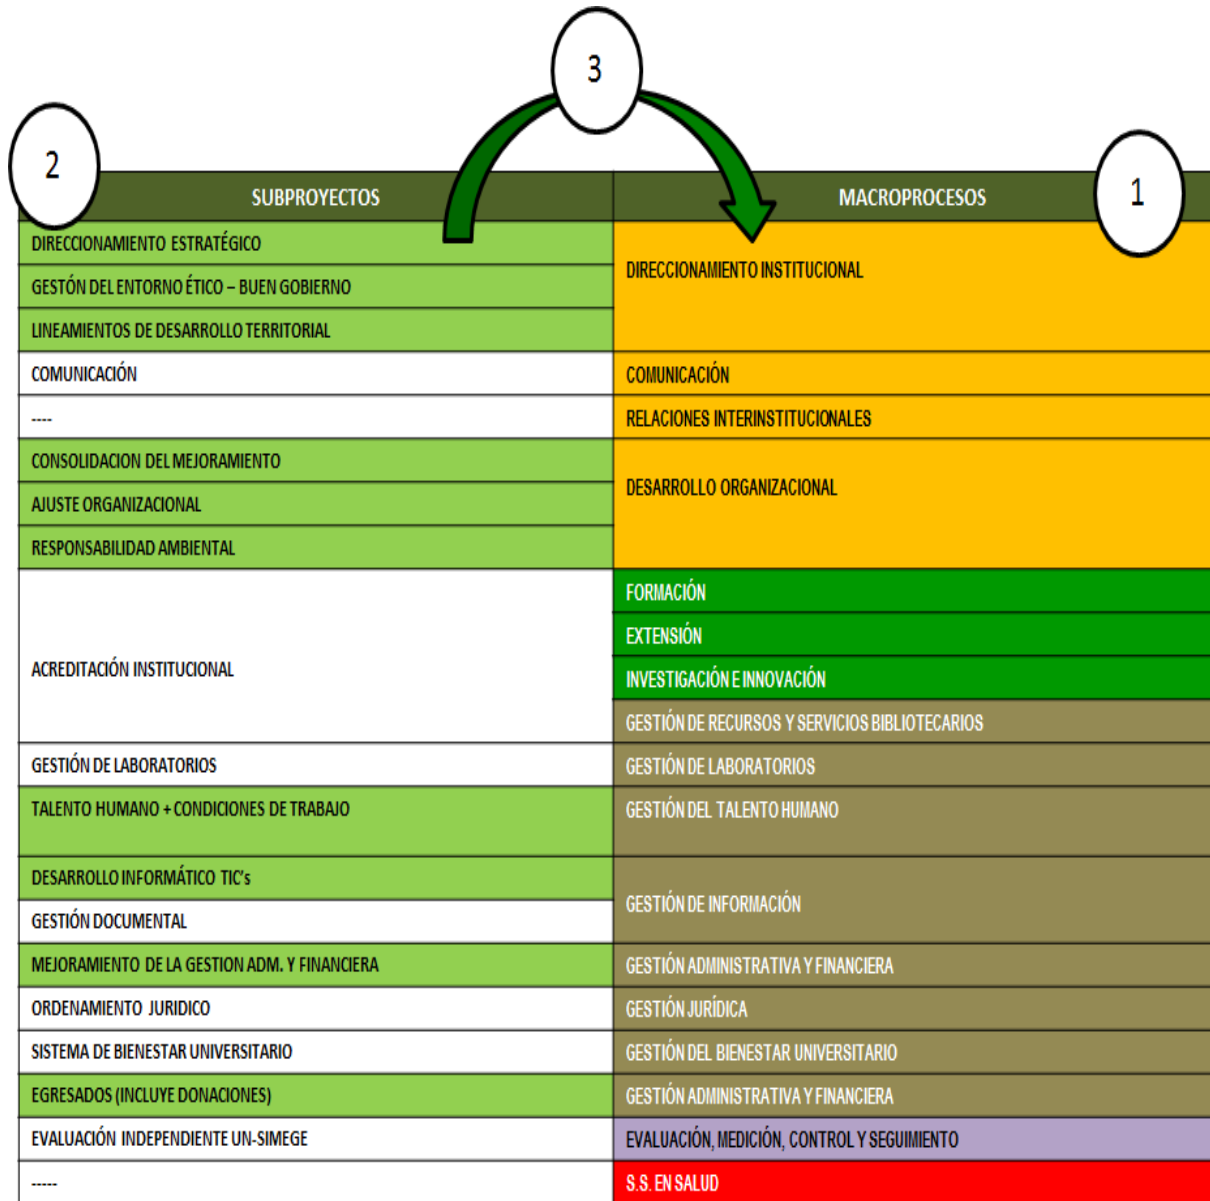 3
2
1
SUBPROYECTOS
MACROPROCESOS
DIRECCIONAMIENTO ESTRATÉGICO
DIRECCIONAMIENTO INSTITUCIONAL
GESTÓN DEL ENTORNO ÉTICO – BUEN GOBIERNO
LINEAMIENTOS DE DESARROLLO TERRITORIAL
COMUNICACIÓN
COMUNICACIÓN
----
RELACIONES INTERINSTITUCIONALES
CONSOLIDACION DEL MEJORAMIENTO
DESARROLLO ORGANIZACIONAL
AJUSTE ORGANIZACIONAL
RESPONSABILIDAD AMBIENTAL
ACREDITACIÓN INSTITUCIONAL
FORMACIÓN
EXTENSIÓN
INVESTIGACIÓN E INNOVACIÓN
GESTIÓN DE RECURSOS Y SERVICIOS BIBLIOTECARIOS
GESTIÓN DE LABORATORIOS
GESTIÓN DE LABORATORIOS
TALENTO HUMANO + CONDICIONES DE TRABAJO
GESTIÓN DEL TALENTO HUMANO
DESARROLLO INFORMÁTICO TIC's
GESTIÓN DE INFORMACIÓN
GESTIÓN DOCUMENTAL
MEJORAMIENTO DE LA GESTION ADM. Y FINANCIERA
GESTIÓN ADMINISTRATIVA Y FINANCIERA
ORDENAMIENTO JURIDICO
GESTIÓN JURÍDICA
SISTEMA DE BIENESTAR UNIVERSITARIO
GESTIÓN DEL BIENESTAR UNIVERSITARIO
EGRESADOS (INCLUYE DONACIONES)
GESTIÓN ADMINISTRATIVA Y FINANCIERA
EVALUACIÓN INDEPENDIENTE UN-SIMEGE
EVALUACIÓN, MEDICIÓN, CONTROL Y SEGUIMIENTO
-----
S.S. EN SALUD